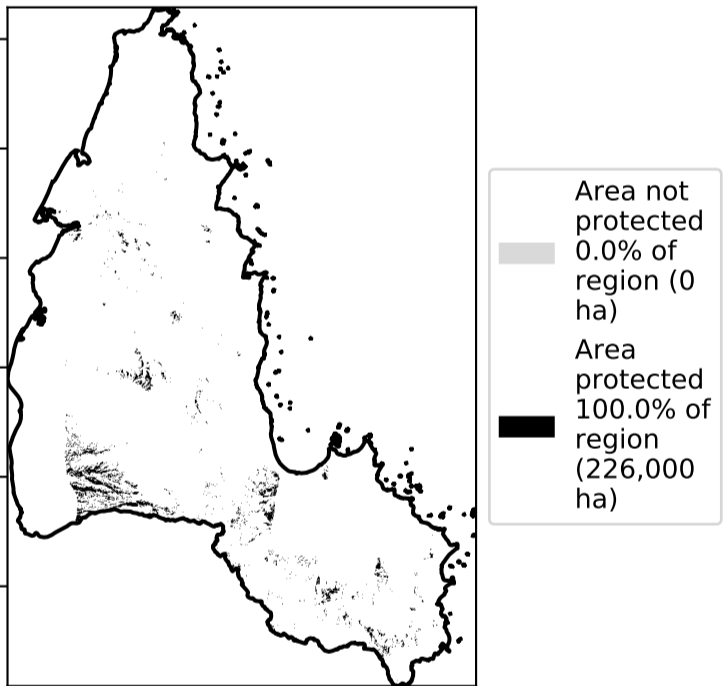 Area not
protected
0.0% of
region (0
ha)
Area
protected
100.0% of
region
(226,000
ha)